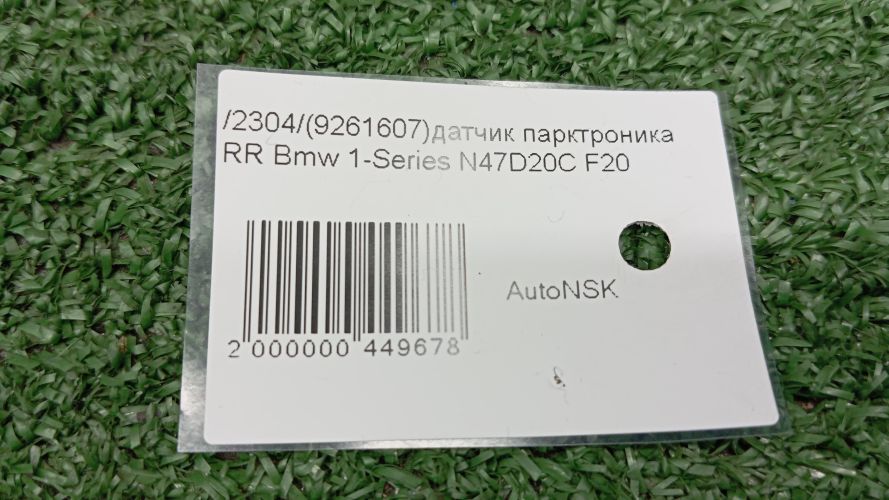 /2304/(9261607)датчик парктроника
RR Bmw 1-Series N47D20C F20
AutoNSK
2 000000 449678